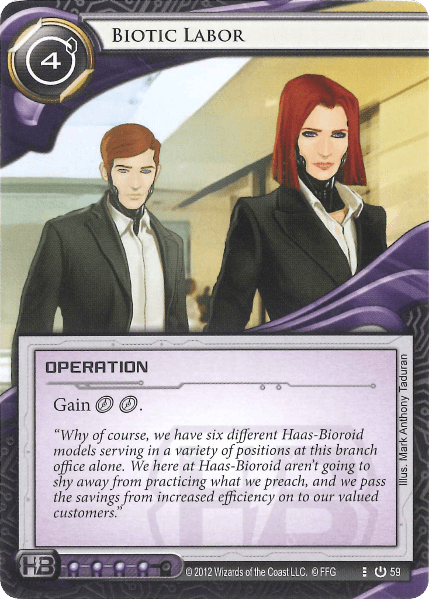 4
BIOTIC LABOR
OPERATION
Gain .
“Why of course, we have six different Haas-Bioroid
models serving in a variety of positions at this branch
office alone. We here at Haas-Bioroid aren’t going to
shy away from practicing what we preach, and we pass
the savings from increased efficiency on to our valued
customers.”
Illus. Mark Anthony Taduran
HB
© 2012 Wizards of the Coast LLC. © FFG
59